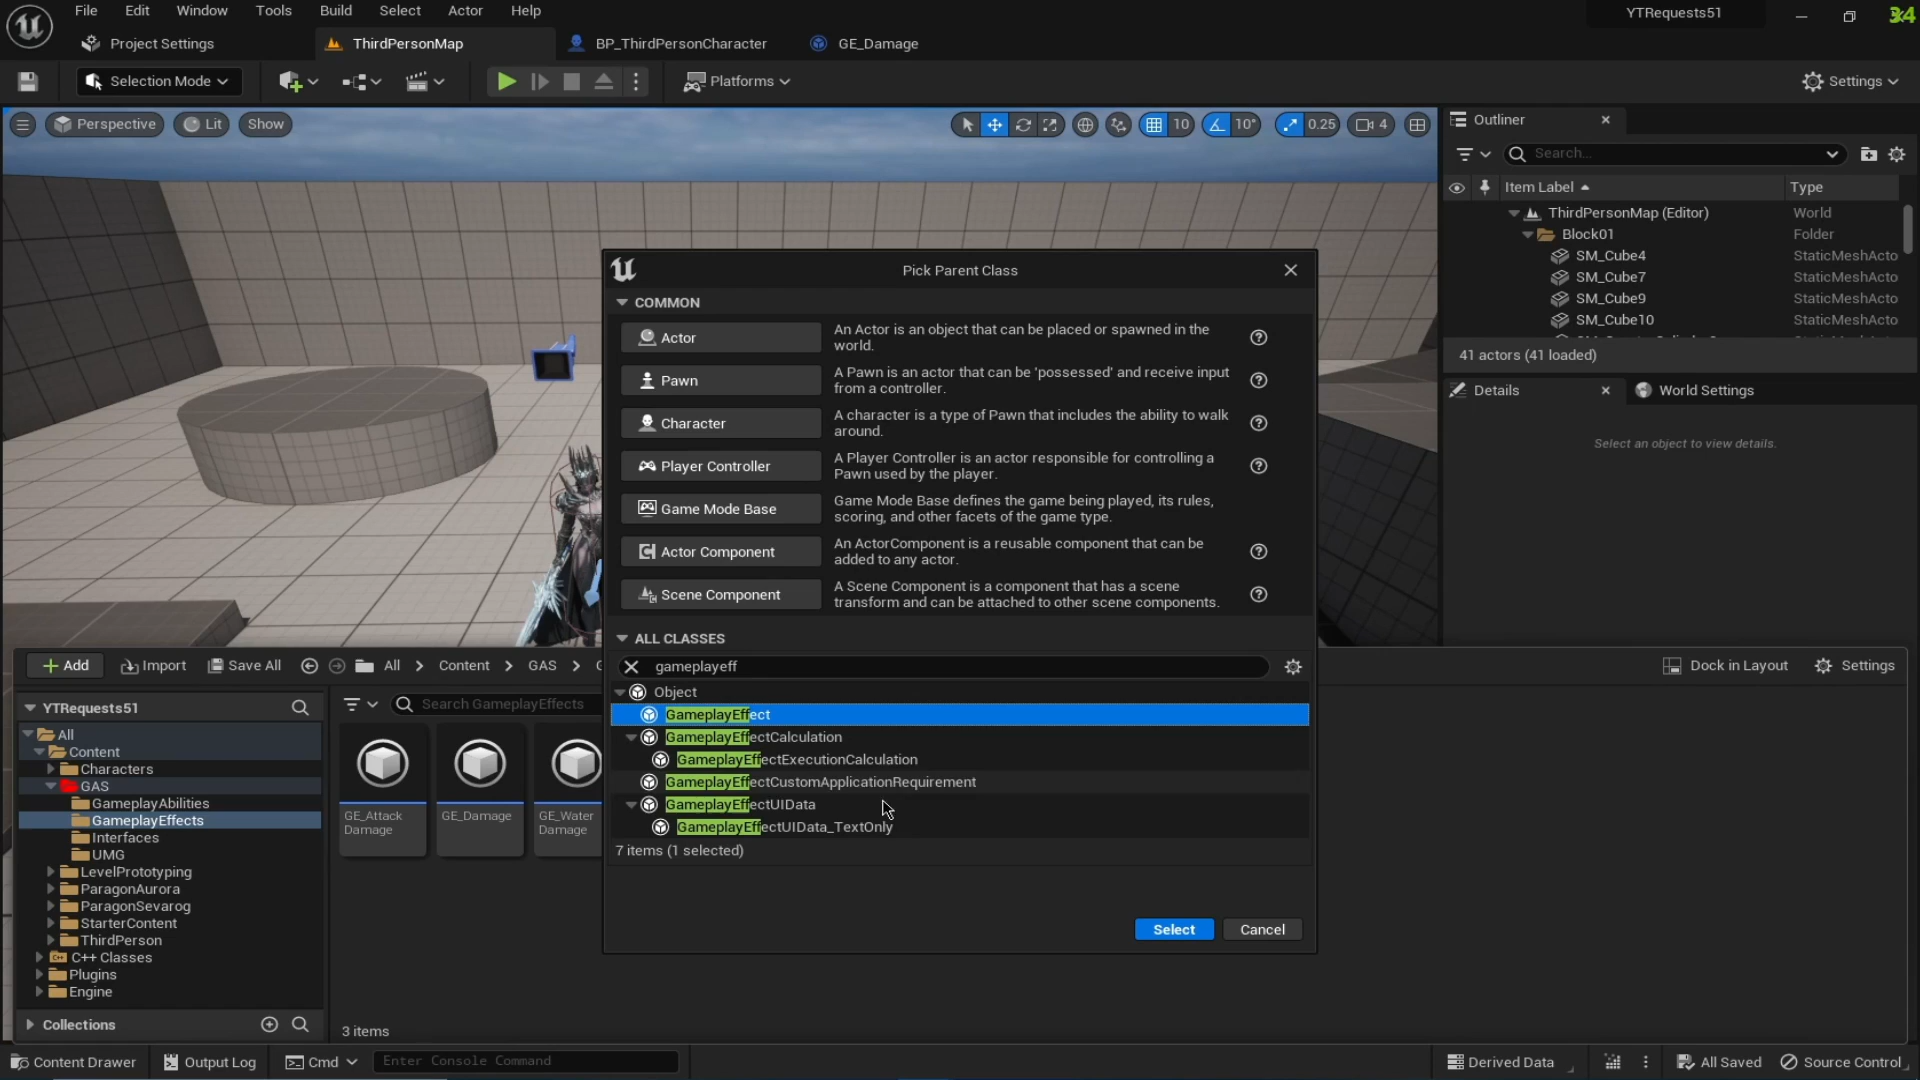 File Edit Window Tools Build Select Actor Help
YTRequests51
34
Project Settings
ThirdPersonMap
BP_ThirdPersonCharacter
GE_Damage
Selection Mode
Platforms
Settings
Perspective
Lit
Show
10
10°
0.25
4
Outliner
Search...
Item Label
Type
ThirdPersonMap (Editor) World
Block01 Folder
SM_Cube4 StaticMeshActo
SM_Cube7 StaticMeshActo
SM_Cube9 StaticMeshActo
SM_Cube10 StaticMeshActo
41 actors (41 loaded)
Details
World Settings
Select an object to view details.
Pick Parent Class
COMMON
Actor
An Actor is an object that can be placed or spawned in the
world.
Pawn
A Pawn is an actor that can be 'possessed' and receive input
from a controller.
Character
A character is a type of Pawn that includes the ability to walk
around.
Player Controller
A Player Controller is an actor responsible for controlling a
Pawn used by the player.
Game Mode Base
Game Mode Base defines the game being played, its rules,
scoring, and other facets of the game type.
Actor Component
An ActorComponent is a reusable component that can be
added to any actor.
Scene Component
A Scene Component is a component that has a scene
transform and can be attached to other scene components.
ALL CLASSES
gameplayeff
Object
GameplayEffect
GameplayEffectCalculation
GameplayEffectExecutionCalculation
GameplayEffectCustomApplicationRequirement
GameplayEffectUIData
GameplayEffectUIData_TextOnly
7 items (1 selected)
Select
Cancel
Add
Import
Save All
All
Content
GAS
Dock in Layout
Settings
YTRequests51
Search GameplayEffects
All
Content
Characters
GAS
GameplayAbilities
GameplayEffects
Interfaces
UMG
LevelPrototyping
ParagonAurora
ParagonSevarog
StarterContent
ThirdPerson
C++ Classes
Plugins
Engine
Collections
GE_Attack
Damage
GE_Damage
GE_Water
Damage
3 items
Content Drawer
Output Log
Cmd
Enter Console Command
Derived Data
All Saved
Source Control